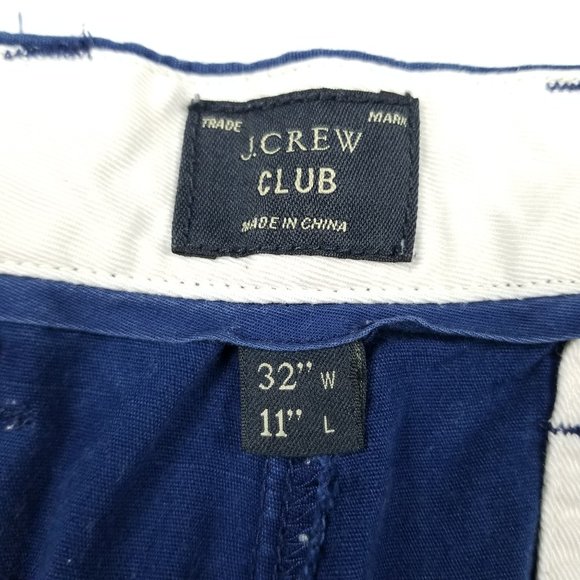 TRADE MARK
J.CREW
CLUB
MADE IN CHINA
32" W
11" L